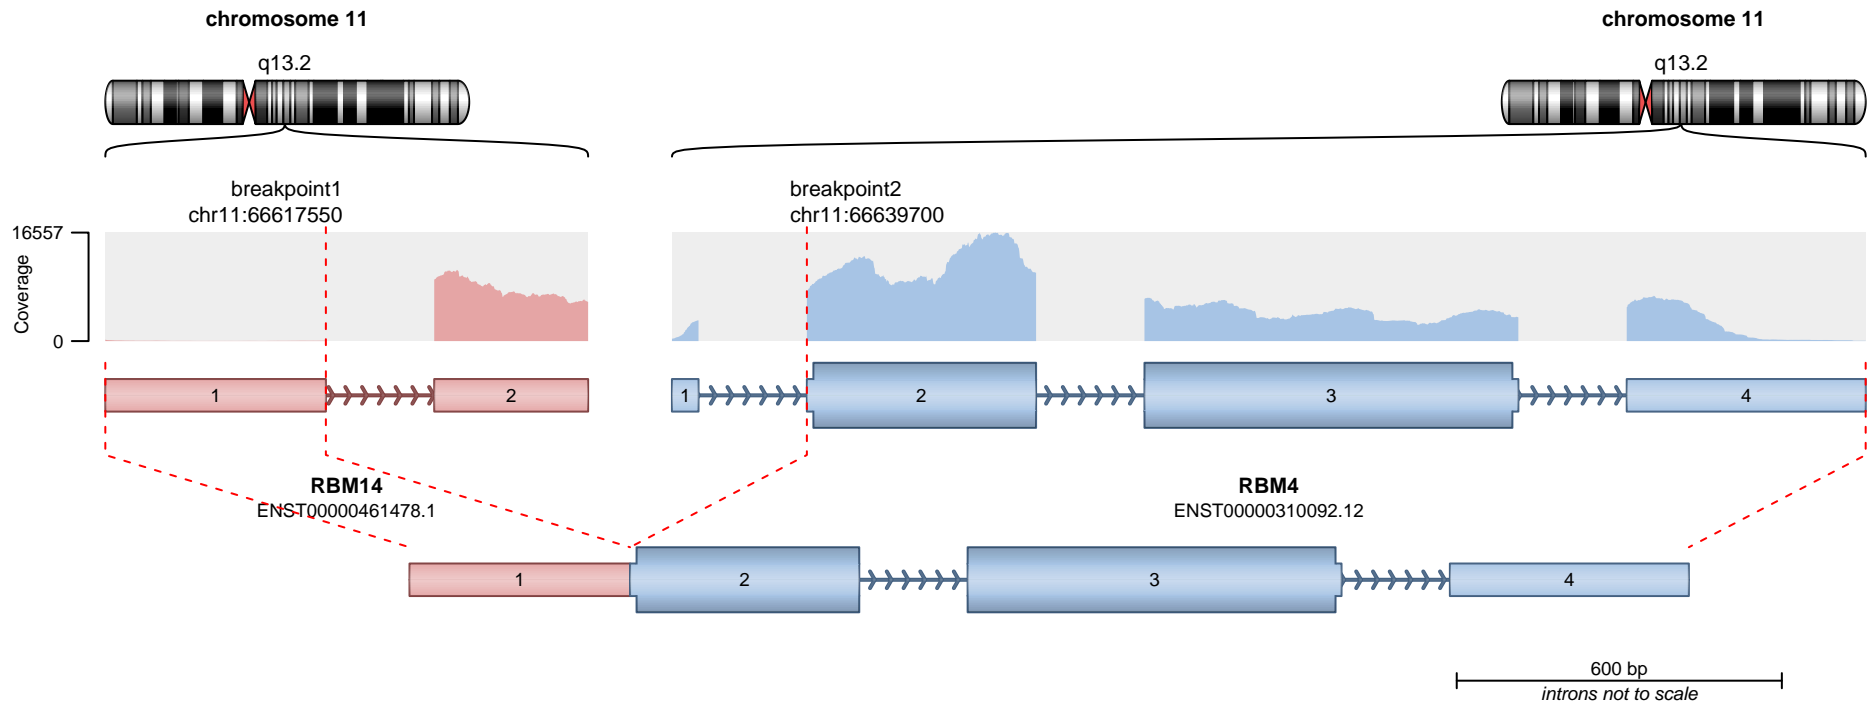 chromosome 11
chromosome 11
q13.2
q13.2
breakpoint1
chr11:66617550
breakpoint2
chr11:66639700
16557
Coverage
0
1
2
1
2
3
4
RBM14
ENST00000461478.1
RBM4
ENST00000310092.12
1
2
3
4
600 bp
introns not to scale